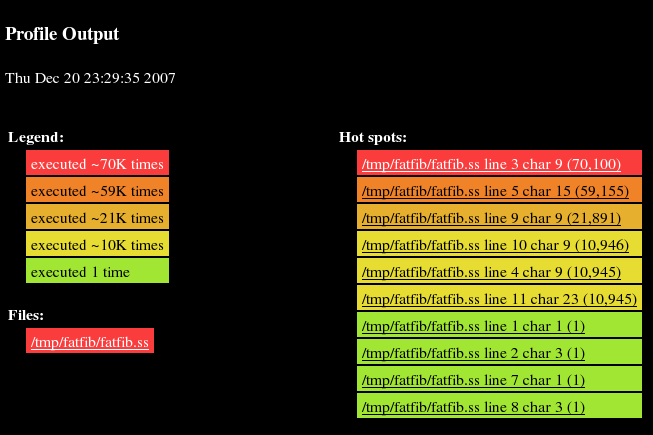 Profile Output
Thu Dec 20 23:29:35 2007
Legend:
executed ~70K times
executed ~59K times
executed ~21K times
executed ~10K times
executed 1 time
Files:
/tmp/fatfib/fatfib.ss
Hot spots:
/tmp/fatfib/fatfib.ss line 3 char 9 (70,100)
/tmp/fatfib/fatfib.ss line 5 char 15 (59,155)
/tmp/fatfib/fatfib.ss line 9 char 9 (21,891)
/tmp/fatfib/fatfib.ss line 10 char 9 (10,946)
/tmp/fatfib/fatfib.ss line 4 char 9 (10,945)
/tmp/fatfib/fatfib.ss line 11 char 23 (10,945)
/tmp/fatfib/fatfib.ss line 1 char 1 (1)
/tmp/fatfib/fatfib.ss line 2 char 3 (1)
/tmp/fatfib/fatfib.ss line 7 char 1 (1)
/tmp/fatfib/fatfib.ss line 8 char 3 (1)